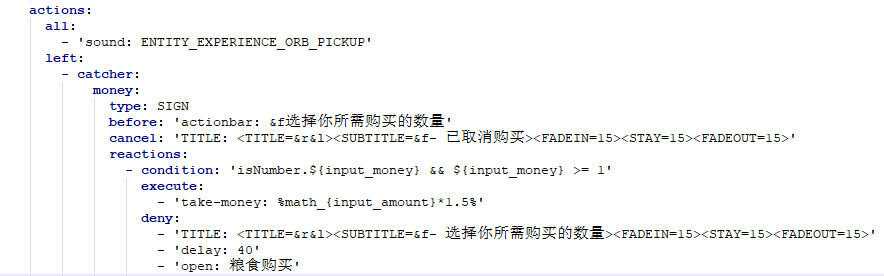 actions:
  all:
    - 'sound: ENTITY_EXPERIENCE_ORB_PICKUP'
  left:
    - catcher:
        money:
          type: SIGN
          before: 'actionbar: &f选择你所需购买的数量'
          cancel: 'TITLE: <TITLE=&r&l><SUBTITLE=&f- 已取消购买><FADEIN=15><STAY=15><FADEOUT=15>'
          reactions:
            - condition: 'isNumber.${input_money} && ${input_money} >= 1'
              execute:
                - 'take-money: %math_{input_amount}*1.5%'
              deny:
                - 'TITLE: <TITLE=&r&l><SUBTITLE=&f- 选择你所需购买的数量><FADEIN=15><STAY=15><FADEOUT=15>'
                - 'delay: 40'
                - 'open: 粮食购买'